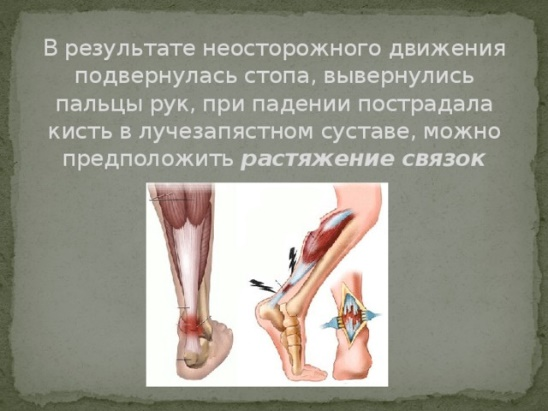 В результате неосторожного движения
подвернулась стопа, вывернулись
пальцы рук, при падении пострадала
кисть в лучезапястном суставе, можно
предположить растяжение связок